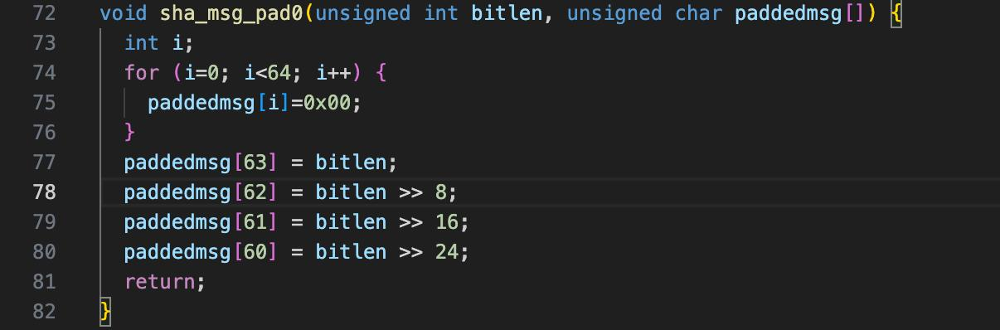 72 void sha_msg_pad0(unsigned int bitlen, unsigned char paddedmsg[]) {
73   int i;
74   for (i=0; i<64; i++) {
75     paddedmsg[i]=0x00;
76   }
77   paddedmsg[63] = bitlen;
78   paddedmsg[62] = bitlen >> 8;
79   paddedmsg[61] = bitlen >> 16;
80   paddedmsg[60] = bitlen >> 24;
81   return;
82 }